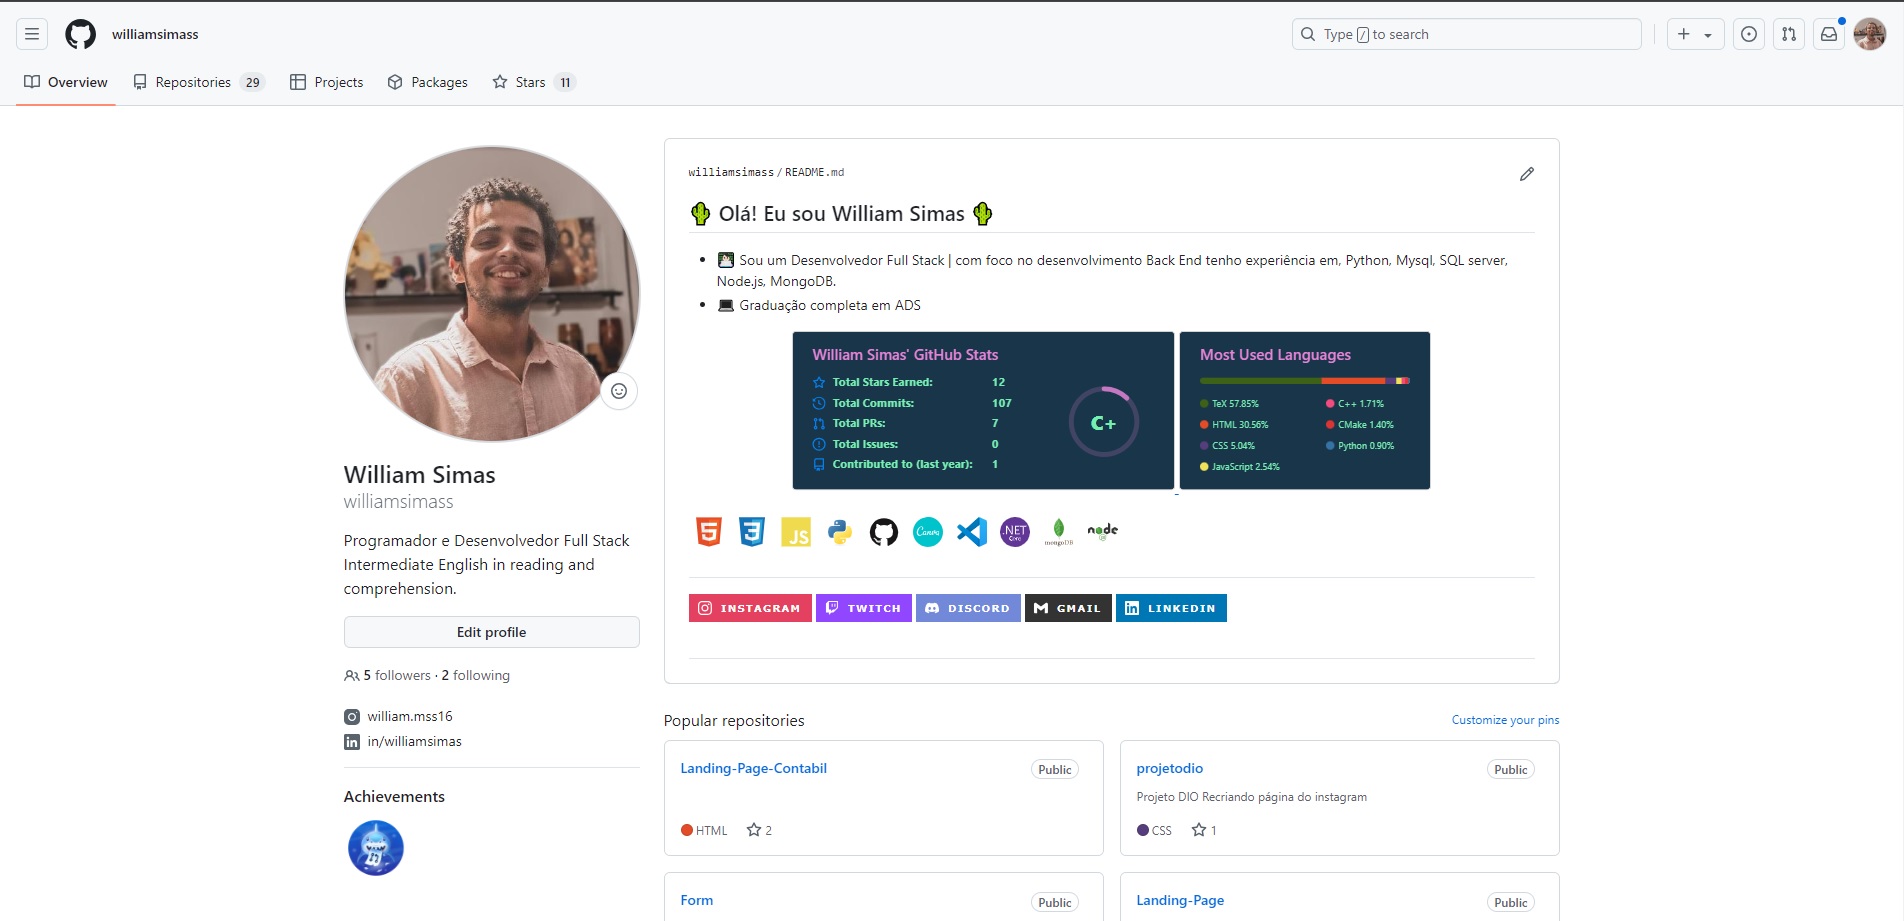 williamsimass
Type / to search
Overview
Repositories 29
Projects
Packages
Stars 11
William Simas
williamsimass
Programador e Desenvolvedor Full Stack
Intermediate English in reading and
comprehension.
Edit profile
5 followers · 2 following
william.mss16
in/williamsimas
Achievements
williamsimass / README.md
Olá! Eu sou William Simas
Sou um Desenvolvedor Full Stack | com foco no desenvolvimento Back End tenho experiência em, Python, Mysql, SQL server,
Node.js, MongoDB.
Graduação completa em ADS
William Simas' GitHub Stats
Total Stars Earned: 12
Total Commits: 107
Total PRs: 7
Total Issues: 0
Contributed to (last year): 1
C+
Most Used Languages
TeX 57.85%
HTML 30.56%
CSS 5.04%
JavaScript 2.54%
C++ 1.71%
CMake 1.40%
Python 0.90%
5
3
JS
Canva
.NET
Core
mongoDB
node
INSTAGRAM
TWITCH
DISCORD
GMAIL
LINKEDIN
Popular repositories
Customize your pins
Landing-Page-Contabil
Public
HTML 2
projetodio
Public
Projeto DIO Recriando página do instagram
CSS 1
Form
Public
Landing-Page
Public